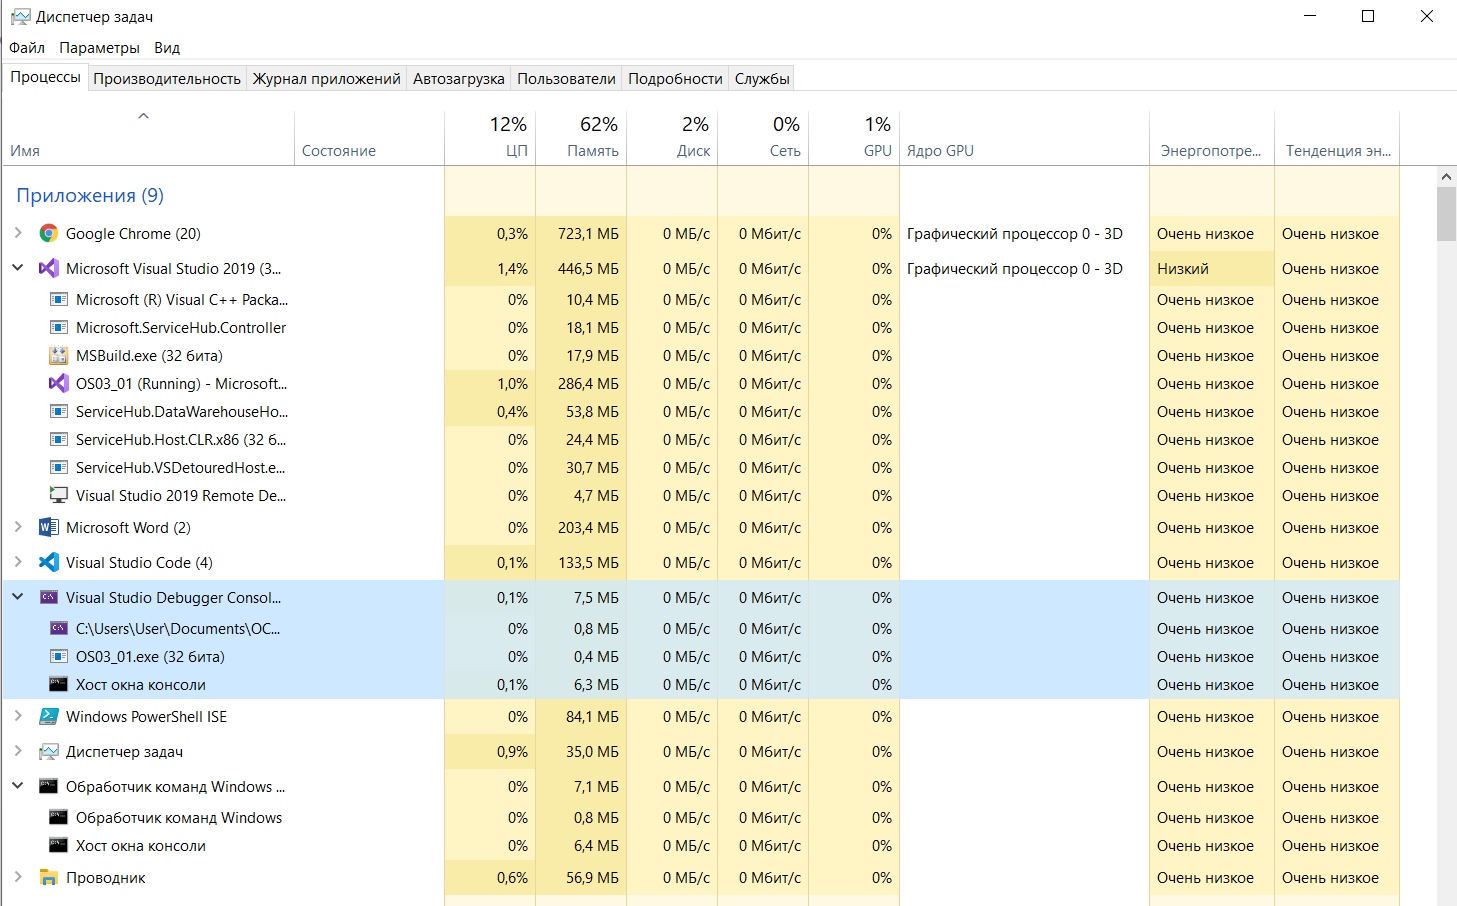 Диспетчер задач
Файл Параметры Вид
Процессы Производительность Журнал приложений Автозагрузка Пользователи Подробности Службы
12% 62% 2% 0% 1%
Имя Состояние ЦП Память Диск Сеть GPU Ядро GPU Энергопотре... Тенденция эн...
Приложения (9)
Google Chrome (20) 0,3% 723,1 МБ 0 МБ/с 0 Мбит/с 0% Графический процессор 0 - 3D Очень низкое Очень низкое
Microsoft Visual Studio 2019 (3... 1,4% 446,5 МБ 0 МБ/с 0 Мбит/с 0% Графический процессор 0 - 3D Низкий Очень низкое
Microsoft (R) Visual C++ Packa... 0% 10,4 МБ 0 МБ/с 0 Мбит/с 0% Очень низкое Очень низкое
Microsoft.ServiceHub.Controller 0% 18,1 МБ 0 МБ/с 0 Мбит/с 0% Очень низкое Очень низкое
MSBuild.exe (32 бита) 0% 17,9 МБ 0 МБ/с 0 Мбит/с 0% Очень низкое Очень низкое
OS03_01 (Running) - Microsoft... 1,0% 286,4 МБ 0 МБ/с 0 Мбит/с 0% Очень низкое Очень низкое
ServiceHub.DataWarehouseHo... 0,4% 53,8 МБ 0 МБ/с 0 Мбит/с 0% Очень низкое Очень низкое
ServiceHub.Host.CLR.x86 (32 б... 0% 24,4 МБ 0 МБ/с 0 Мбит/с 0% Очень низкое Очень низкое
ServiceHub.VSDetouredHost.e... 0% 30,7 МБ 0 МБ/с 0 Мбит/с 0% Очень низкое Очень низкое
Visual Studio 2019 Remote De... 0% 4,7 МБ 0 МБ/с 0 Мбит/с 0% Очень низкое Очень низкое
Microsoft Word (2) 0% 203,4 МБ 0 МБ/с 0 Мбит/с 0% Очень низкое Очень низкое
Visual Studio Code (4) 0,1% 133,5 МБ 0 МБ/с 0 Мбит/с 0% Очень низкое Очень низкое
Visual Studio Debugger Consol... 0,1% 7,5 МБ 0 МБ/с 0 Мбит/с 0% Очень низкое Очень низкое
C:\Users\User\Documents\ОС... 0% 0,8 МБ 0 МБ/с 0 Мбит/с 0% Очень низкое Очень низкое
OS03_01.exe (32 бита) 0% 0,4 МБ 0 МБ/с 0 Мбит/с 0% Очень низкое Очень низкое
Хост окна консоли 0,1% 6,3 МБ 0 МБ/с 0 Мбит/с 0% Очень низкое Очень низкое
Windows PowerShell ISE 0% 84,1 МБ 0 МБ/с 0 Мбит/с 0% Очень низкое Очень низкое
Диспетчер задач 0,9% 35,0 МБ 0 МБ/с 0 Мбит/с 0% Очень низкое Очень низкое
Обработчик команд Windows ... 0% 7,1 МБ 0 МБ/с 0 Мбит/с 0% Очень низкое Очень низкое
Обработчик команд Windows 0% 0,8 МБ 0 МБ/с 0 Мбит/с 0% Очень низкое Очень низкое
Хост окна консоли 0% 6,4 МБ 0 МБ/с 0 Мбит/с 0% Очень низкое Очень низкое
Проводник 0,6% 56,9 МБ 0 МБ/с 0 Мбит/с 0% Очень низкое Очень низкое